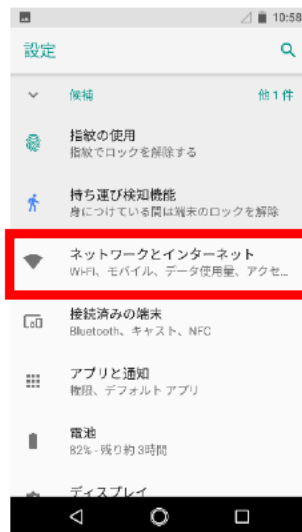 10:58
設定
候補 他1件
指紋の使用
指紋でロックを解除する
持ち運び検知機能
身につけている間は端末のロックを解除
ネットワークとインターネット
Wi-Fi、モバイル、データ使用量、アクセ...
接続済みの端末
Bluetooth、キャスト、NFC
アプリと通知
権限、デフォルト アプリ
電池
82% - 残り約 3時間
ディスプレイ